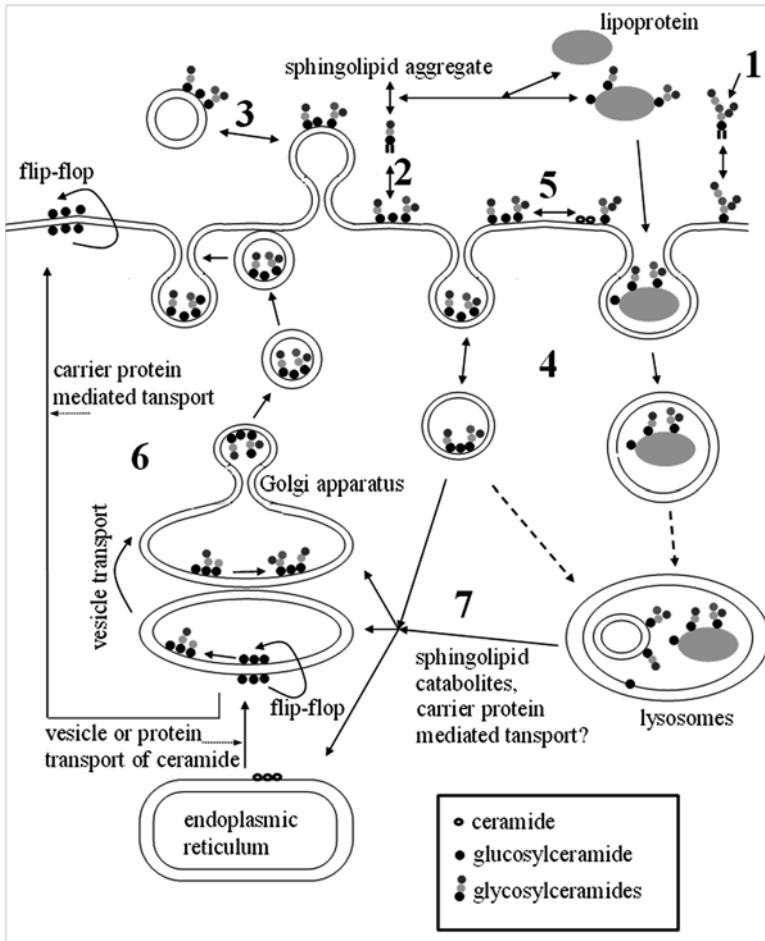 lipoprotein
1
sphingolipid aggregate
3
flip-flop
2
5
carrier protein
mediated tansport
4
6
Golgi apparatus
vesicle transport
7
sphingolipid
catabolites,
carrier protein
mediated transport?
flip-flop
lysosomes
vesicle or protein
transport of ceramide
endoplasmic
reticulum
ceramide
glucosylceramide
glycosylceramides